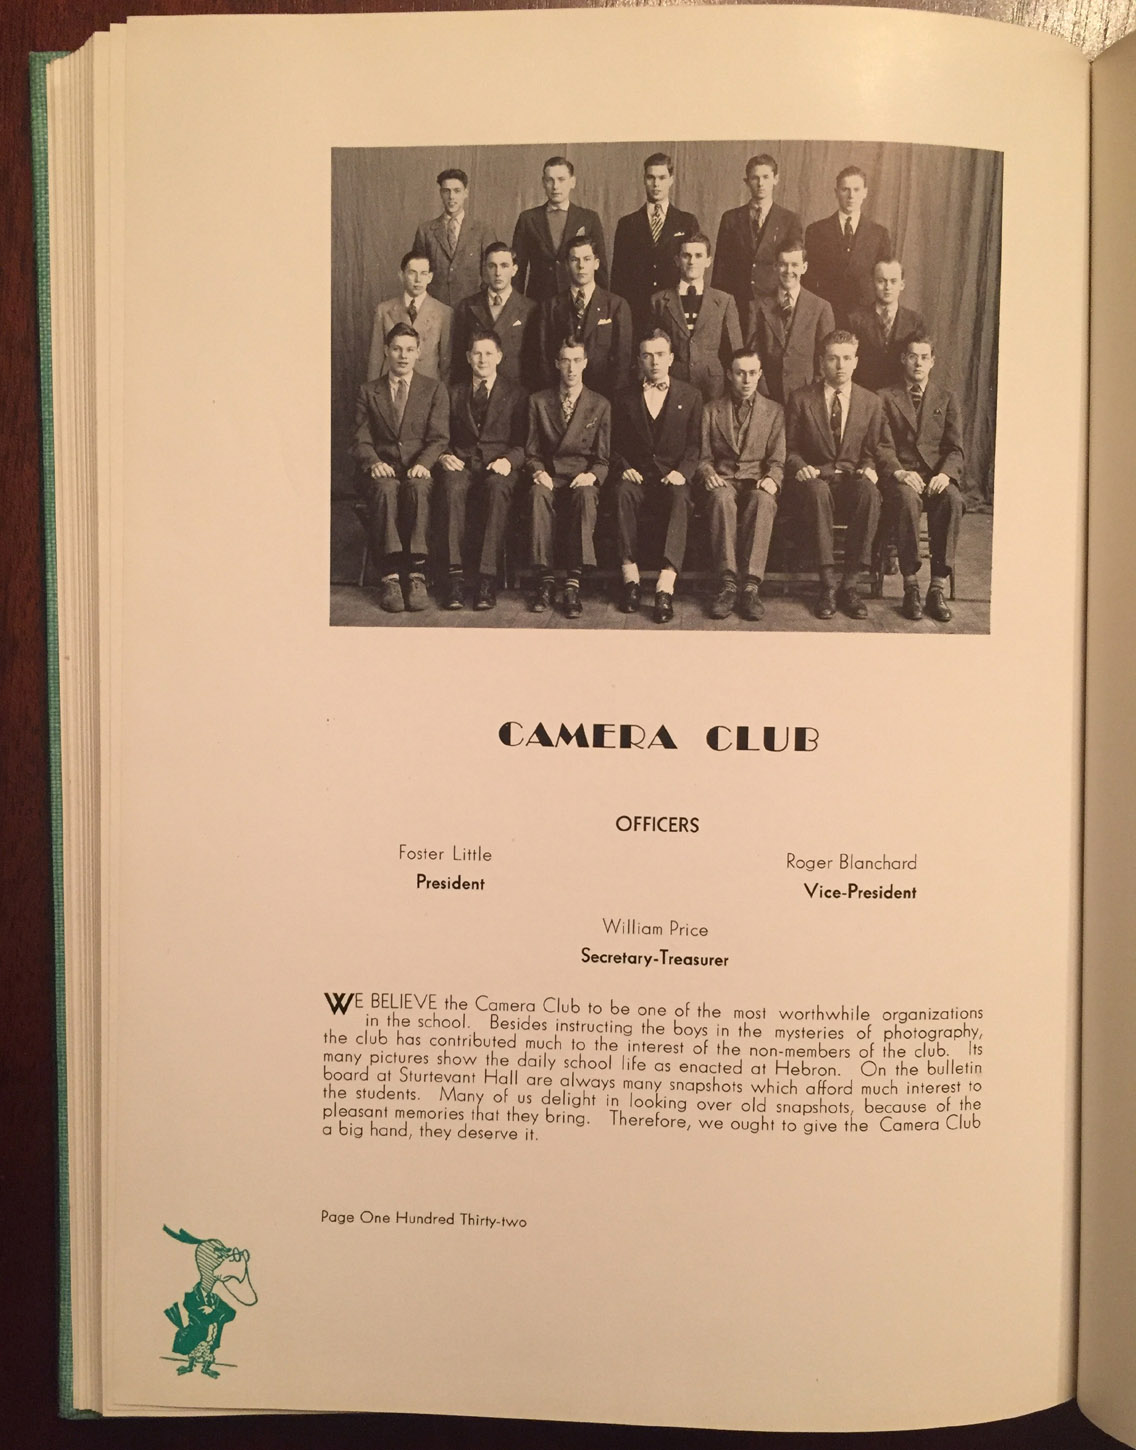 CAMERA CLUB
OFFICERS
Foster Little
President
Roger Blanchard
Vice-President
William Price
Secretary-Treasurer
WE BELIEVE the Camera Club to be one of the most worthwhile organizations
in the school. Besides instructing the boys in the mysteries of photography,
the club has contributed much to the interest of the non-members of the club. Its
many pictures show the daily school life as enacted at Hebron. On the bulletin
board at Sturtevant Hall are always many snapshots which afford much interest to
the students. Many of us delight in looking over old snapshots, because of the
pleasant memories that they bring. Therefore, we ought to give the Camera Club
a big hand, they deserve it.
Page One Hundred Thirty-two